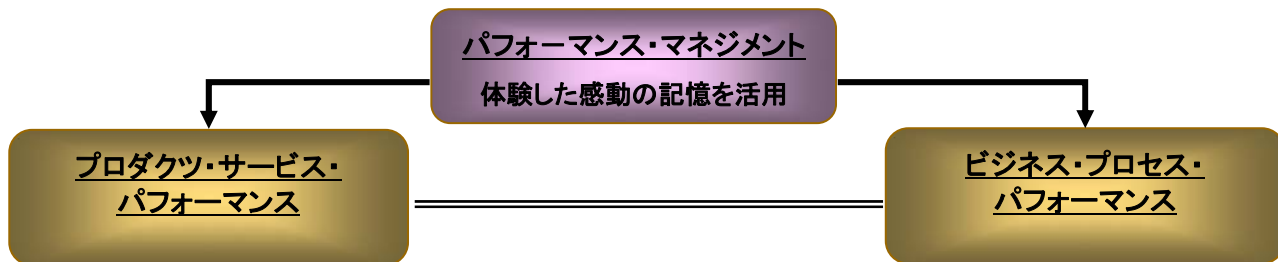 パフォーマンス・マネジメント
体験した感動の記憶を活用
プロダクツ・サービス・
パフォーマンス
ビジネス・プロセス・
パフォーマンス